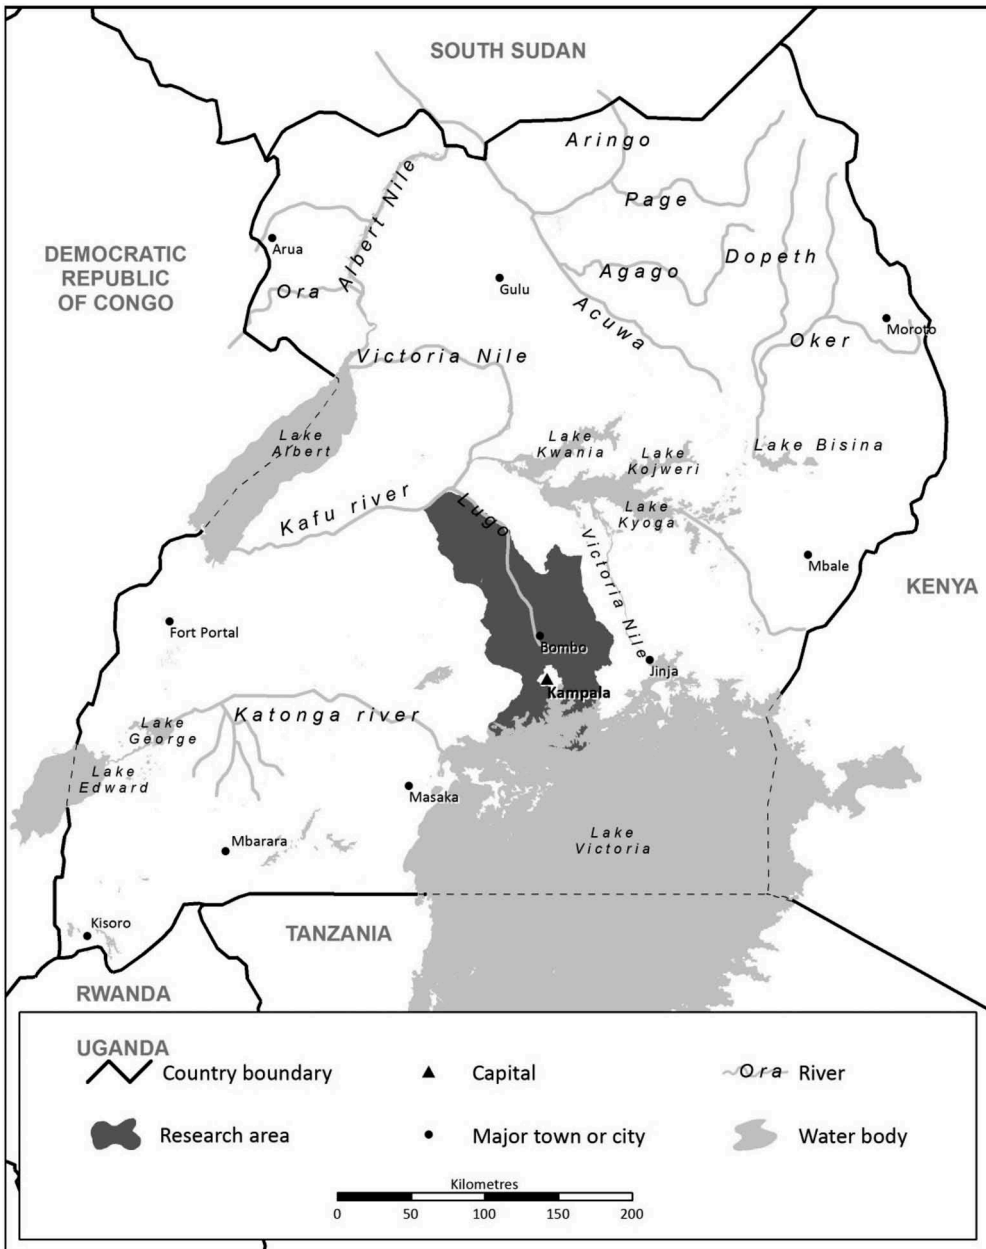 SOUTH SUDAN
Aringo
Page
Albert Nile
DEMOCRATIC
REPUBLIC
OF CONGO
Arua
Ora
Gulu
Agago
Dopeth
Acuwa
Moroto
Oker
Victoria Nile
Lake
Albert
Lake
Kwania
Lake
Kojweri
Lake Bisina
Kafu river
Lugo
Lake
Kyoga
Victoria Nile
Mbale
KENYA
Fort Portal
Bombo
Jinja
Kampala
Katonga river
Lake
George
Lake
Edward
Masaka
Mbarara
Lake
Victoria
Kisoro
TANZANIA
RWANDA
UGANDA
Country boundary
Capital
Ora
River
Research area
Major town or city
Water body
Kilometres
0 50 100 150 200